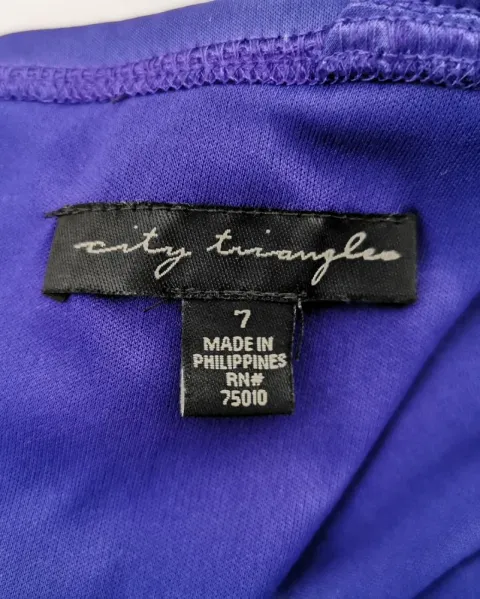 city triangles
7
MADE IN
PHILIPPINES
RN#
75010